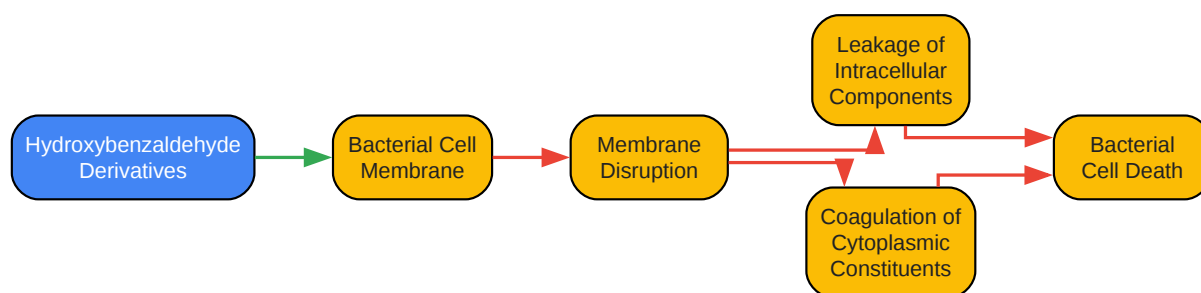 Hydroxybenzaldehyde
Derivatives
Bacterial Cell
Membrane
Membrane
Disruption
Leakage of
Intracellular
Components
Coagulation of
Cytoplasmic
Constituents
Bacterial
Cell Death